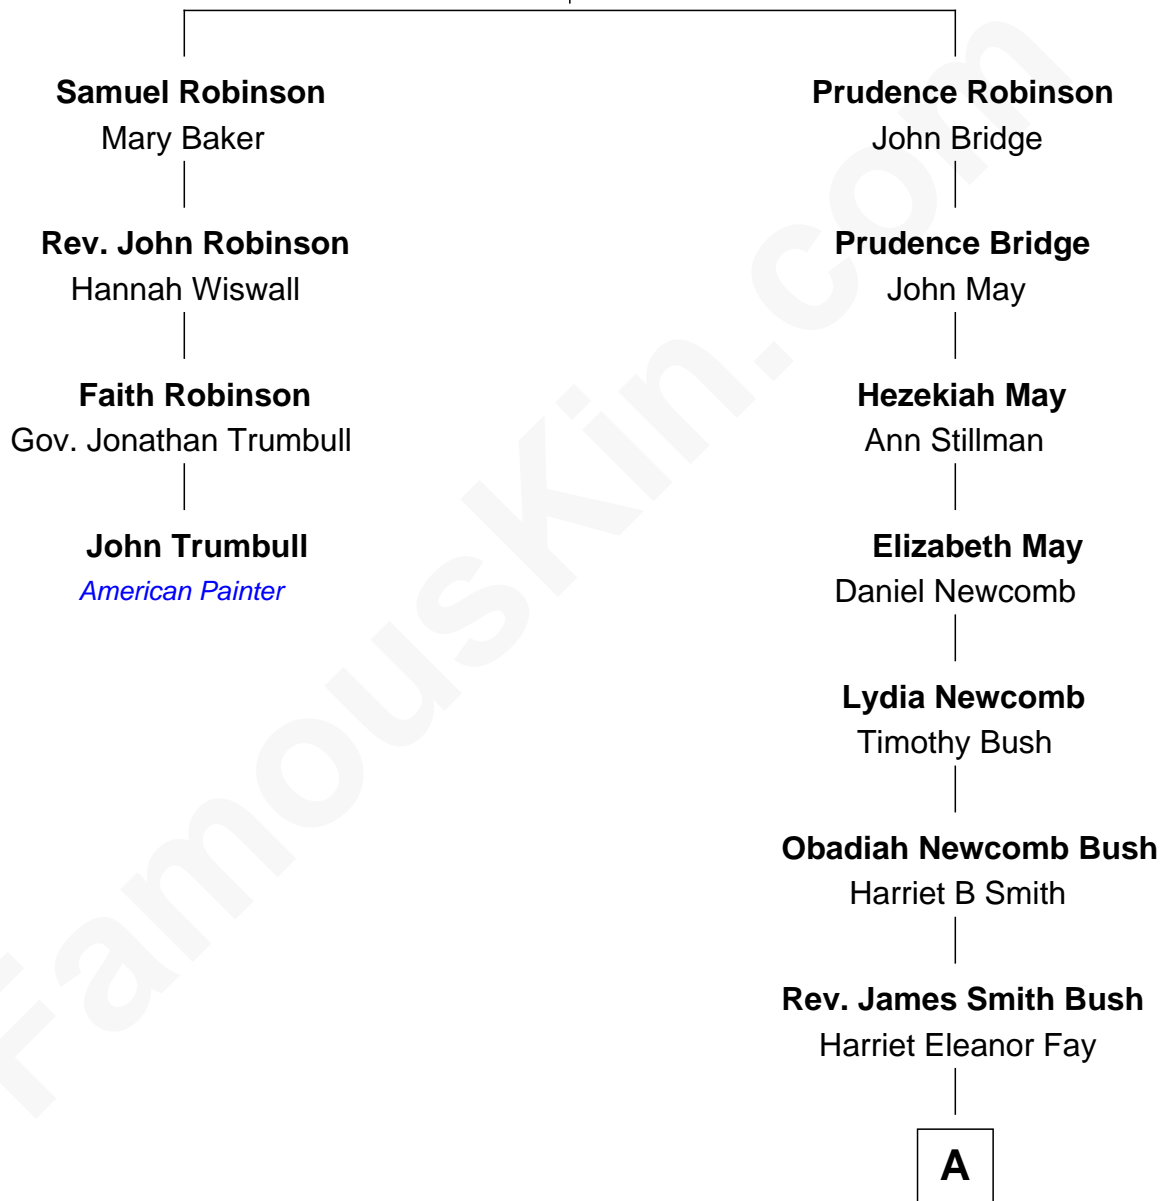 Samuel Robinson
Mary Baker
Rev. John Robinson
Hannah Wiswall
Faith Robinson
Gov. Jonathan Trumbull
John Trumbull
American Painter
Prudence Robinson
John Bridge
Prudence Bridge
John May
Hezekiah May
Ann Stillman
Elizabeth May
Daniel Newcomb
Lydia Newcomb
Timothy Bush
Obadiah Newcomb Bush
Harriet B Smith
Rev. James Smith Bush
Harriet Eleanor Fay
A
FamousKin.com